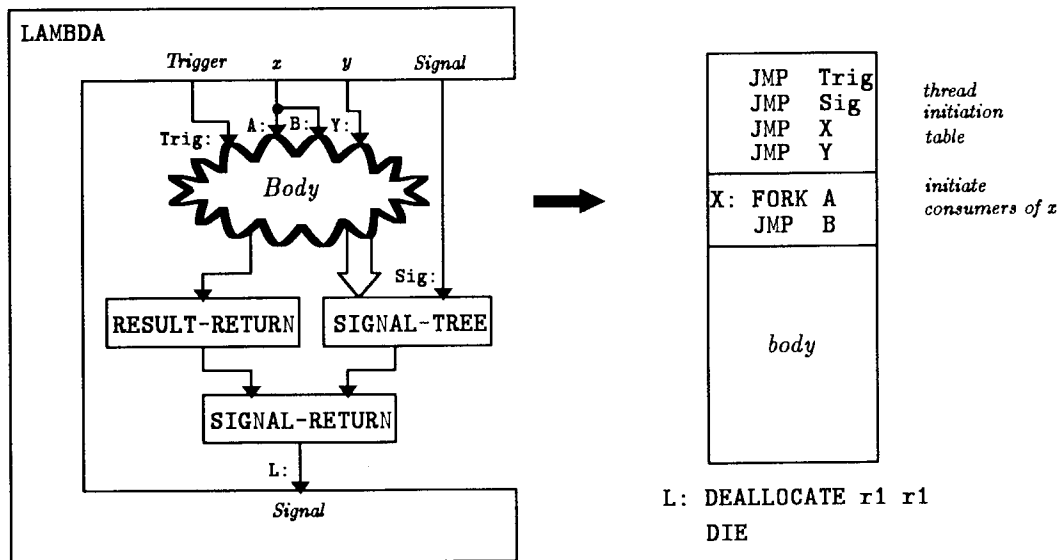 LAMBDA
Trigger x y Signal
Trig: A: B: Y:
Body
Sig:
RESULT-RETURN SIGNAL-TREE
SIGNAL-RETURN
L:
Signal
JMP Trig
JMP Sig
JMP X
JMP Y
thread
initiation
table
X: FORK A
JMP B
initiate
consumers of x
body
L: DEALLOCATE r1 r1
DIE